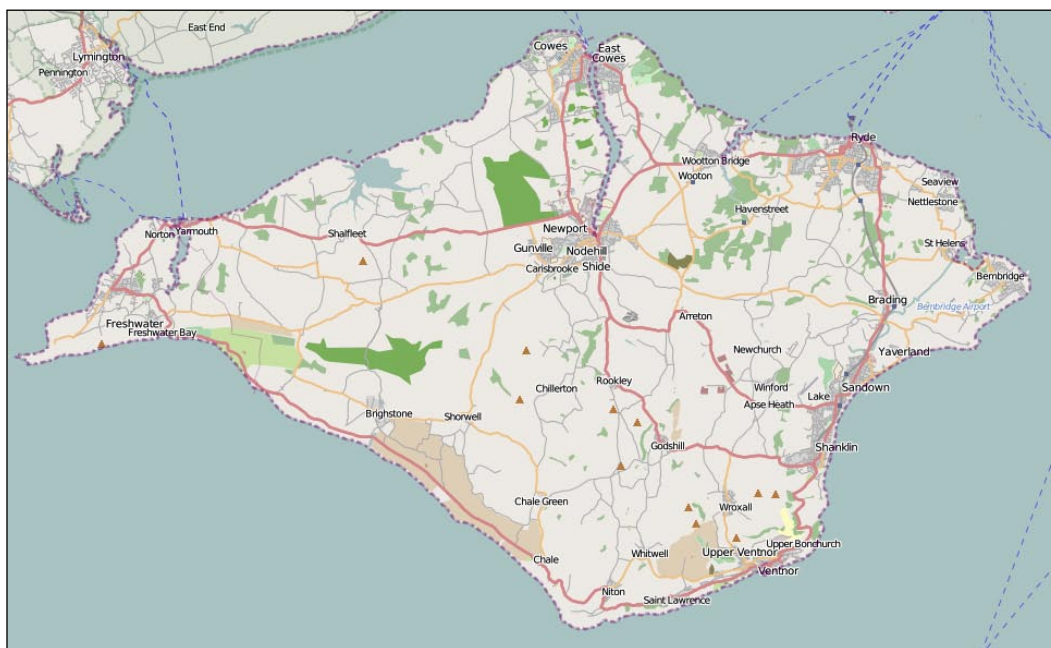 East End
Lymington
Pennington
Cowes
East
Cowes
Ryde
Wootton Bridge
Wooton
Seaview
Nettlestone
Havenstreet
Norton
Yarmouth
Shalfleet
Newport
Gunville
Nodehill
Carisbrooke
Shide
St Helens
Bembridge
Brading
Bembridge Airport
Freshwater
Freshwater Bay
Arreton
Newchurch
Yaverland
Chillerton
Rookley
Winford
Sandown
Lake
Apse Heath
Brighstone
Shorwell
Godshill
Shanklin
Chale Green
Wroxall
Upper Bonchurch
Whitwell
Upper Ventnor
Chale
Ventnor
Niton
Saint Lawrence